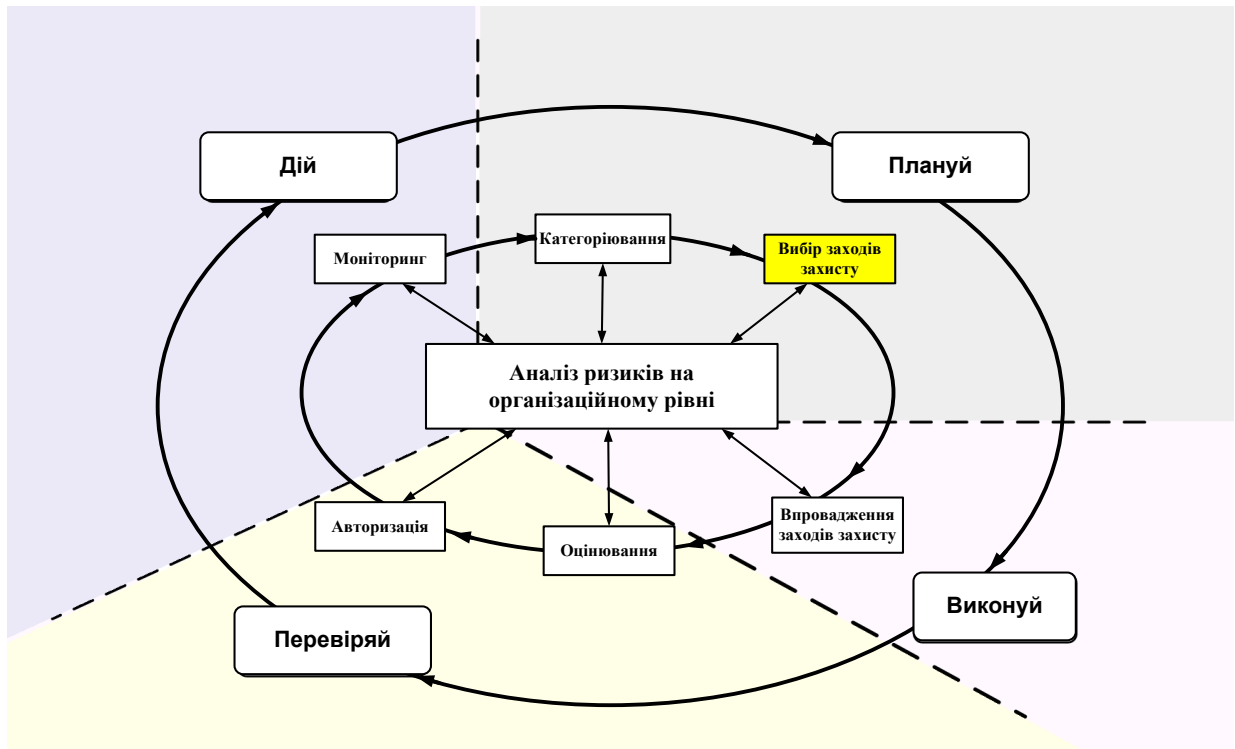 Дій
Плануй
Категоріювання
Моніторинг
Вибір заходів
захисту
Аналіз ризиків на
організаційному рівні
Авторизація
Оцінювання
Впровадження
заходів захисту
Виконуй
Перевіряй